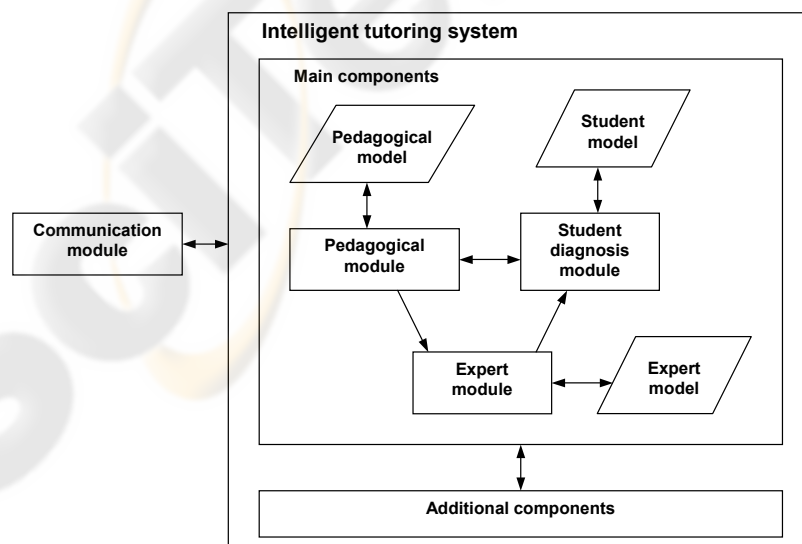 Intelligent tutoring system
Main components
Pedagogical
model
Student
model
Communication
module
Pedagogical
module
Student
diagnosis
module
Expert
module
Expert
model
Additional components